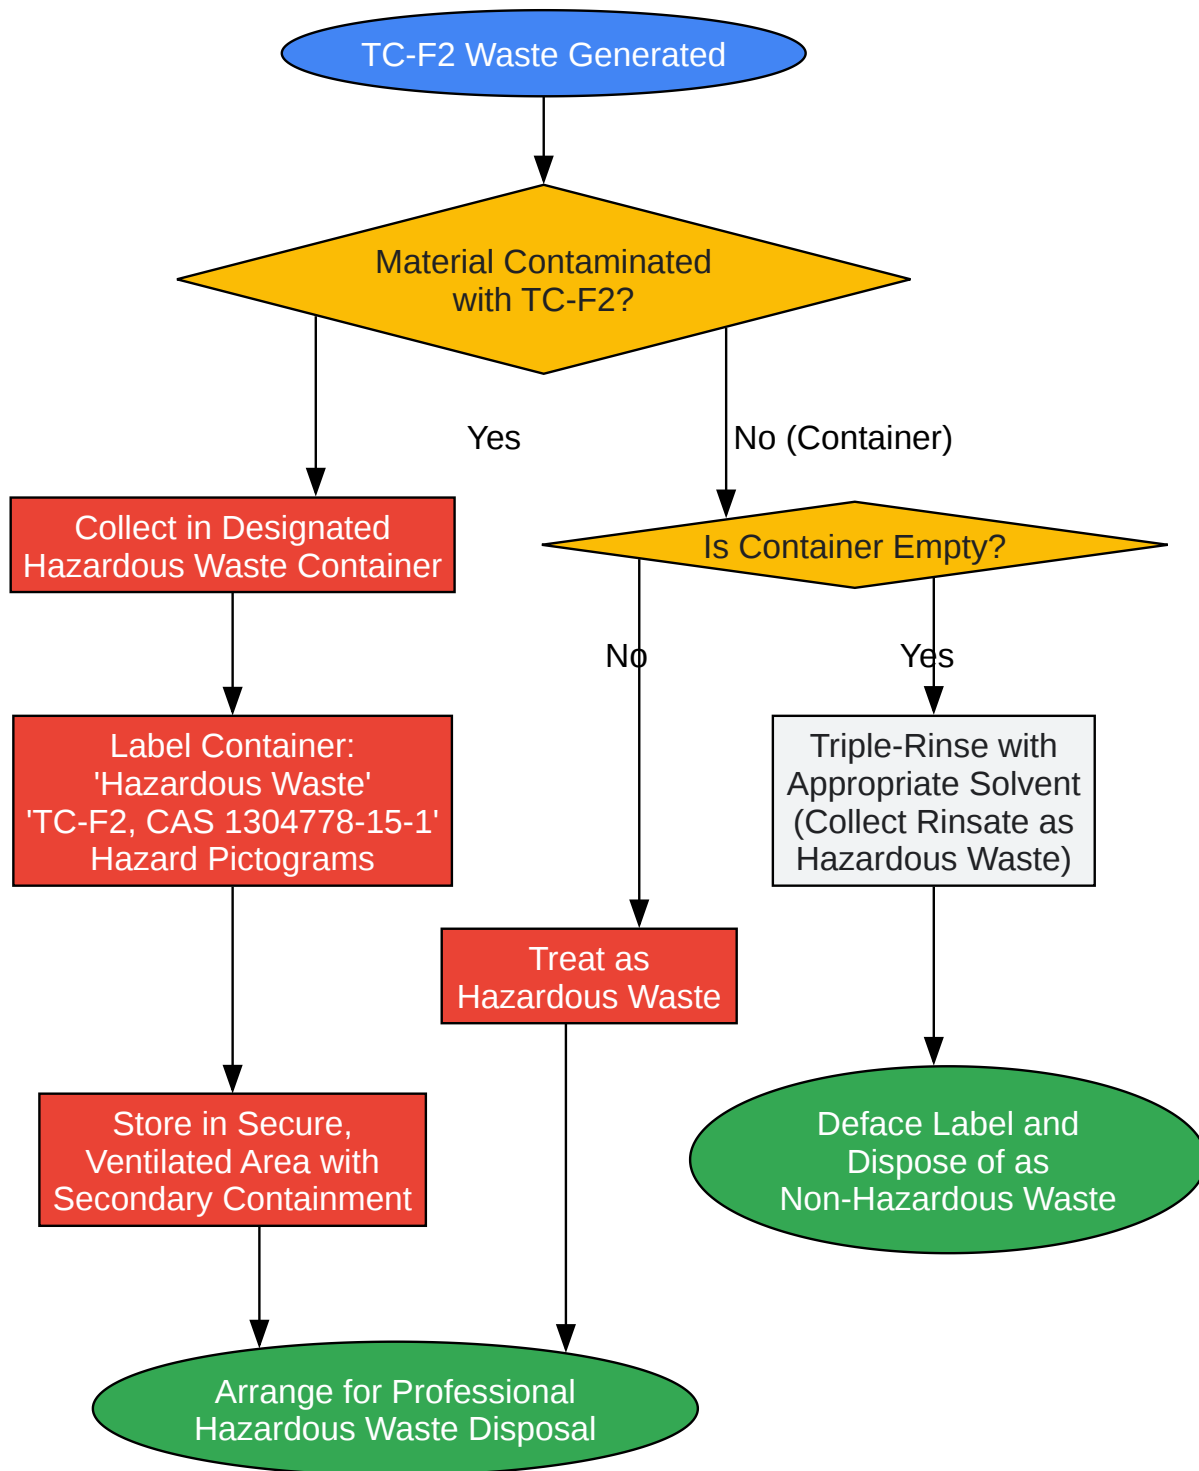 TC-F2 Waste Generated
Material Contaminated
with TC-F2?
Yes
No (Container)
Collect in Designated
Hazardous Waste Container
Is Container Empty?
No
Yes
Label Container:
'Hazardous Waste'
'TC-F2, CAS 1304778-15-1'
Hazard Pictograms
Triple-Rinse with
Appropriate Solvent
(Collect Rinsate as
Hazardous Waste)
Treat as
Hazardous Waste
Store in Secure,
Ventilated Area with
Secondary Containment
Deface Label and
Dispose of as
Non-Hazardous Waste
Arrange for Professional
Hazardous Waste Disposal